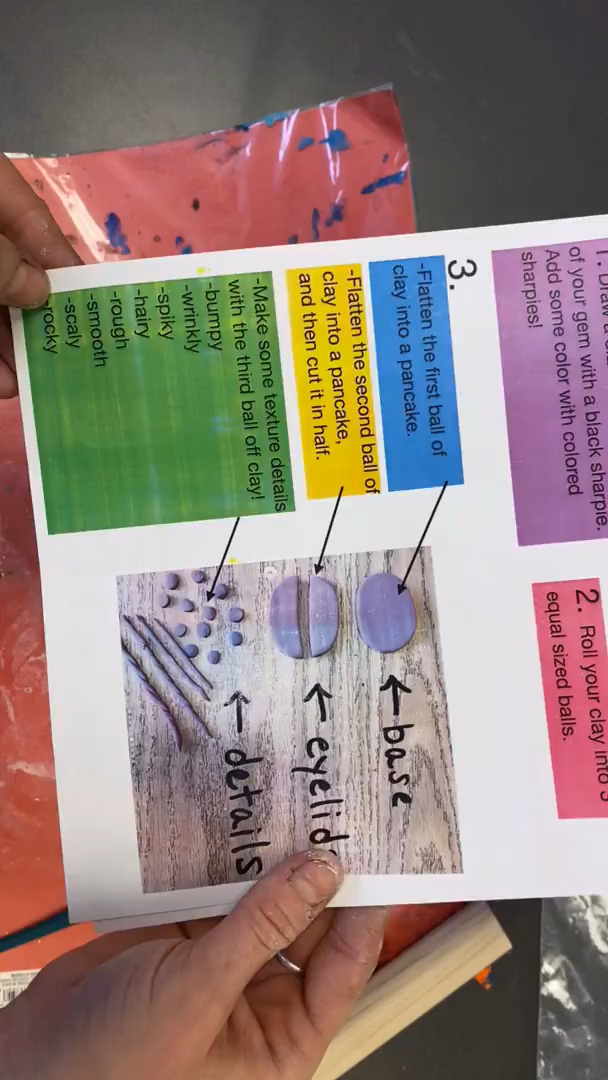 of your gem with a black sharpie.
Add some color with colored
sharpies!
2. Roll your clay into 3
equal sized balls.
3.
-Flatten the first ball of
clay into a pancake.
-Flatten the second ball of
clay into a pancake,
and then cut it in half.
-Make some texture details
with the third ball off clay!
-bumpy
-wrinkly
-spiky
-hairy
-rough
-smooth
-scaly
rocky
←base
←eyelid
←details